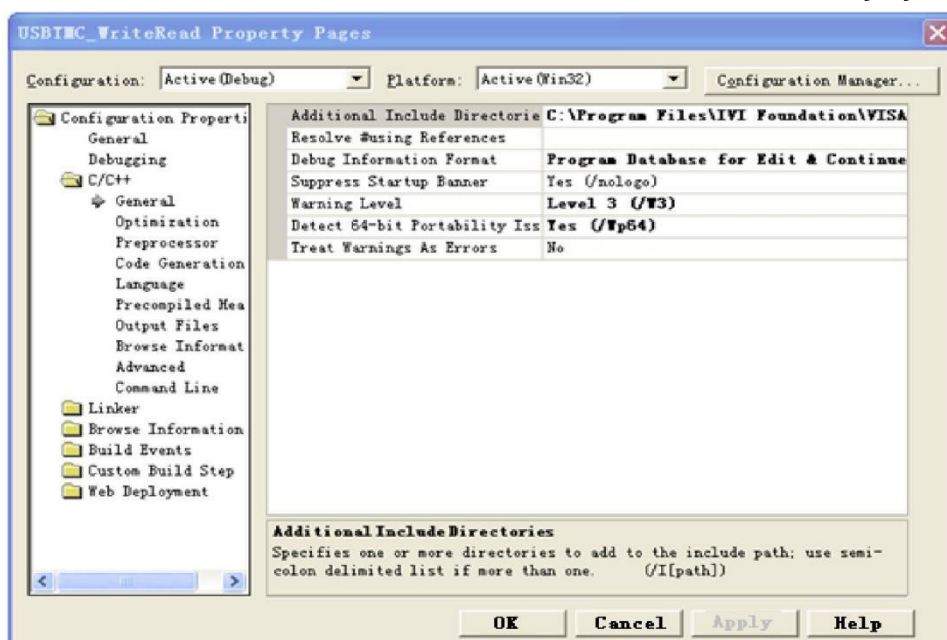 USBTMC_WriteRead Property Pages
Configuration: Active(Debug) Platform: Active(Win32) Configuration Manager...
Configuration Properti
General
Debugging
C/C++
General
Optimization
Preprocessor
Code Generation
Language
Precompiled Hea
Output Files
Browse Informat
Advanced
Command Line
Linker
Browse Information
Build Events
Custom Build Step
Web Deployment
Additional Include Directorie C:\Program Files\IVI Foundation\VISA
Resolve #using References
Debug Information Format Program Database for Edit & Continue
Suppress Startup Banner Yes (/nologo)
Warning Level Level 3 (/W3)
Detect 64-bit Portability Iss Yes (/Wp64)
Treat Warnings As Errors No
Additional Include Directories
Specifies one or more directories to add to the include path; use semi-
colon delimited list if more than one. (/I[path])
OK Cancel Apply Help